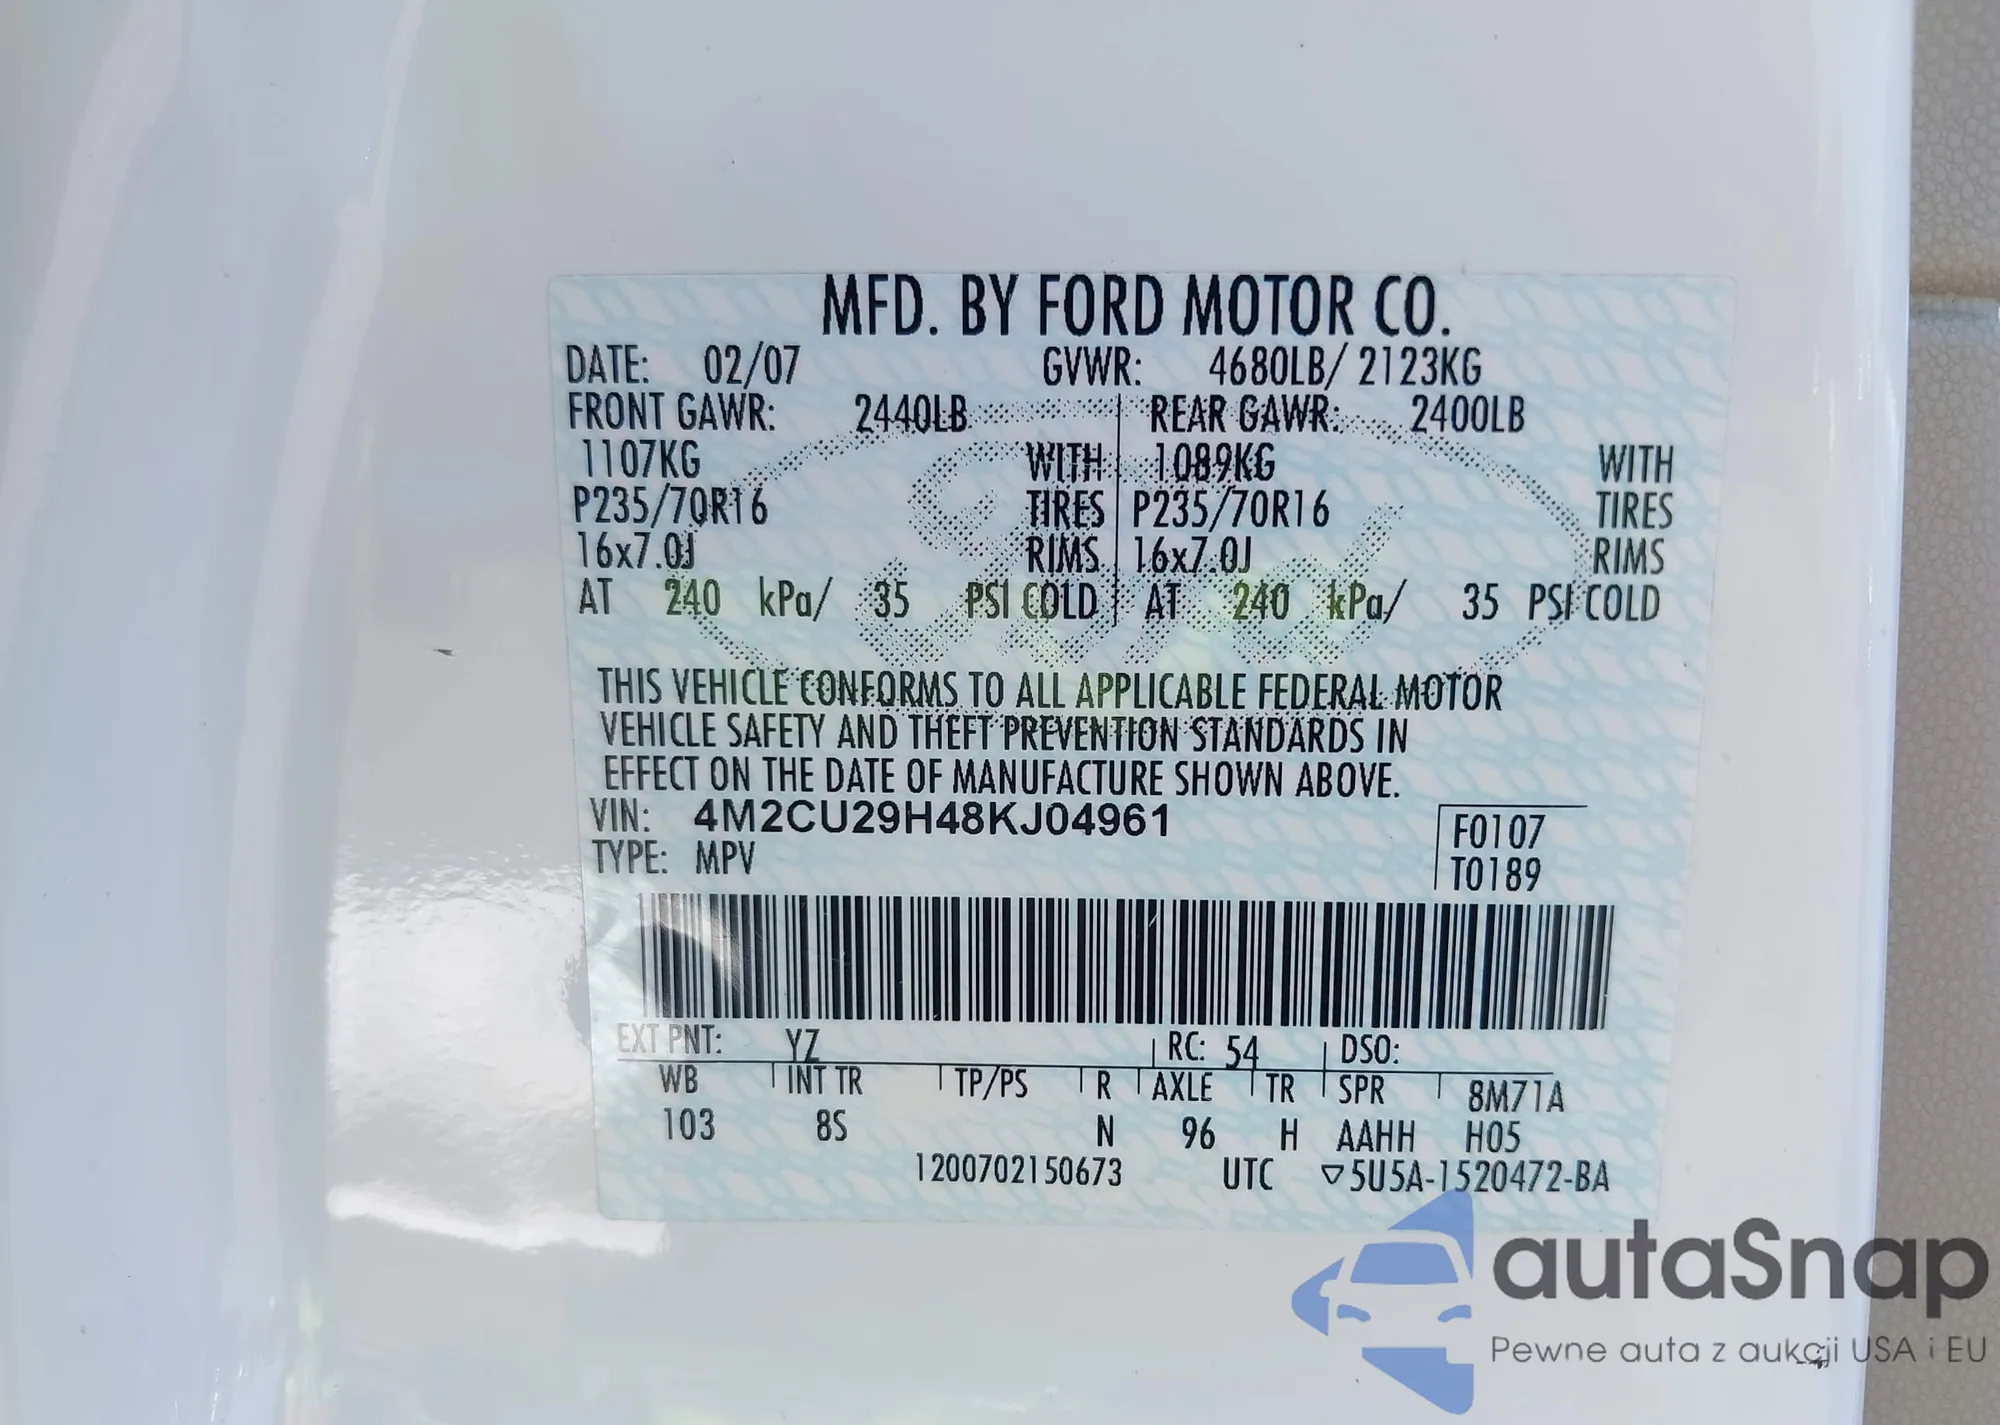 MFD. BY FORD MOTOR CO.
DATE: 02/07 GVWR: 4680LB/ 2123KG
FRONT GAWR: 2440LB REAR GAWR: 2400LB
1107KG WITH 1089KG WITH
P235/70R16 TIRES P235/70R16 TIRES
16x7.0J RIMS 16x7.0J RIMS
AT 240 kPa/ 35 PSI COLD AT 240 kPa/ 35 PSI COLD
THIS VEHICLE CONFORMS TO ALL APPLICABLE FEDERAL MOTOR
VEHICLE SAFETY AND THEFT PREVENTION STANDARDS IN
EFFECT ON THE DATE OF MANUFACTURE SHOWN ABOVE.
VIN: 4M2CU29H48KJ04961
F0107
TYPE: MPV
T0189
EXT PNT: YZ RC: 54 DSO:
WB INT TR TP/PS R AXLE TR SPR 8M71A
103 8S N 96 H AAHH H05
1200702150673 UTC ▽5U5A-1520472-BA
Ford
autaSnap
Pewne auta z aukcji USA i EU